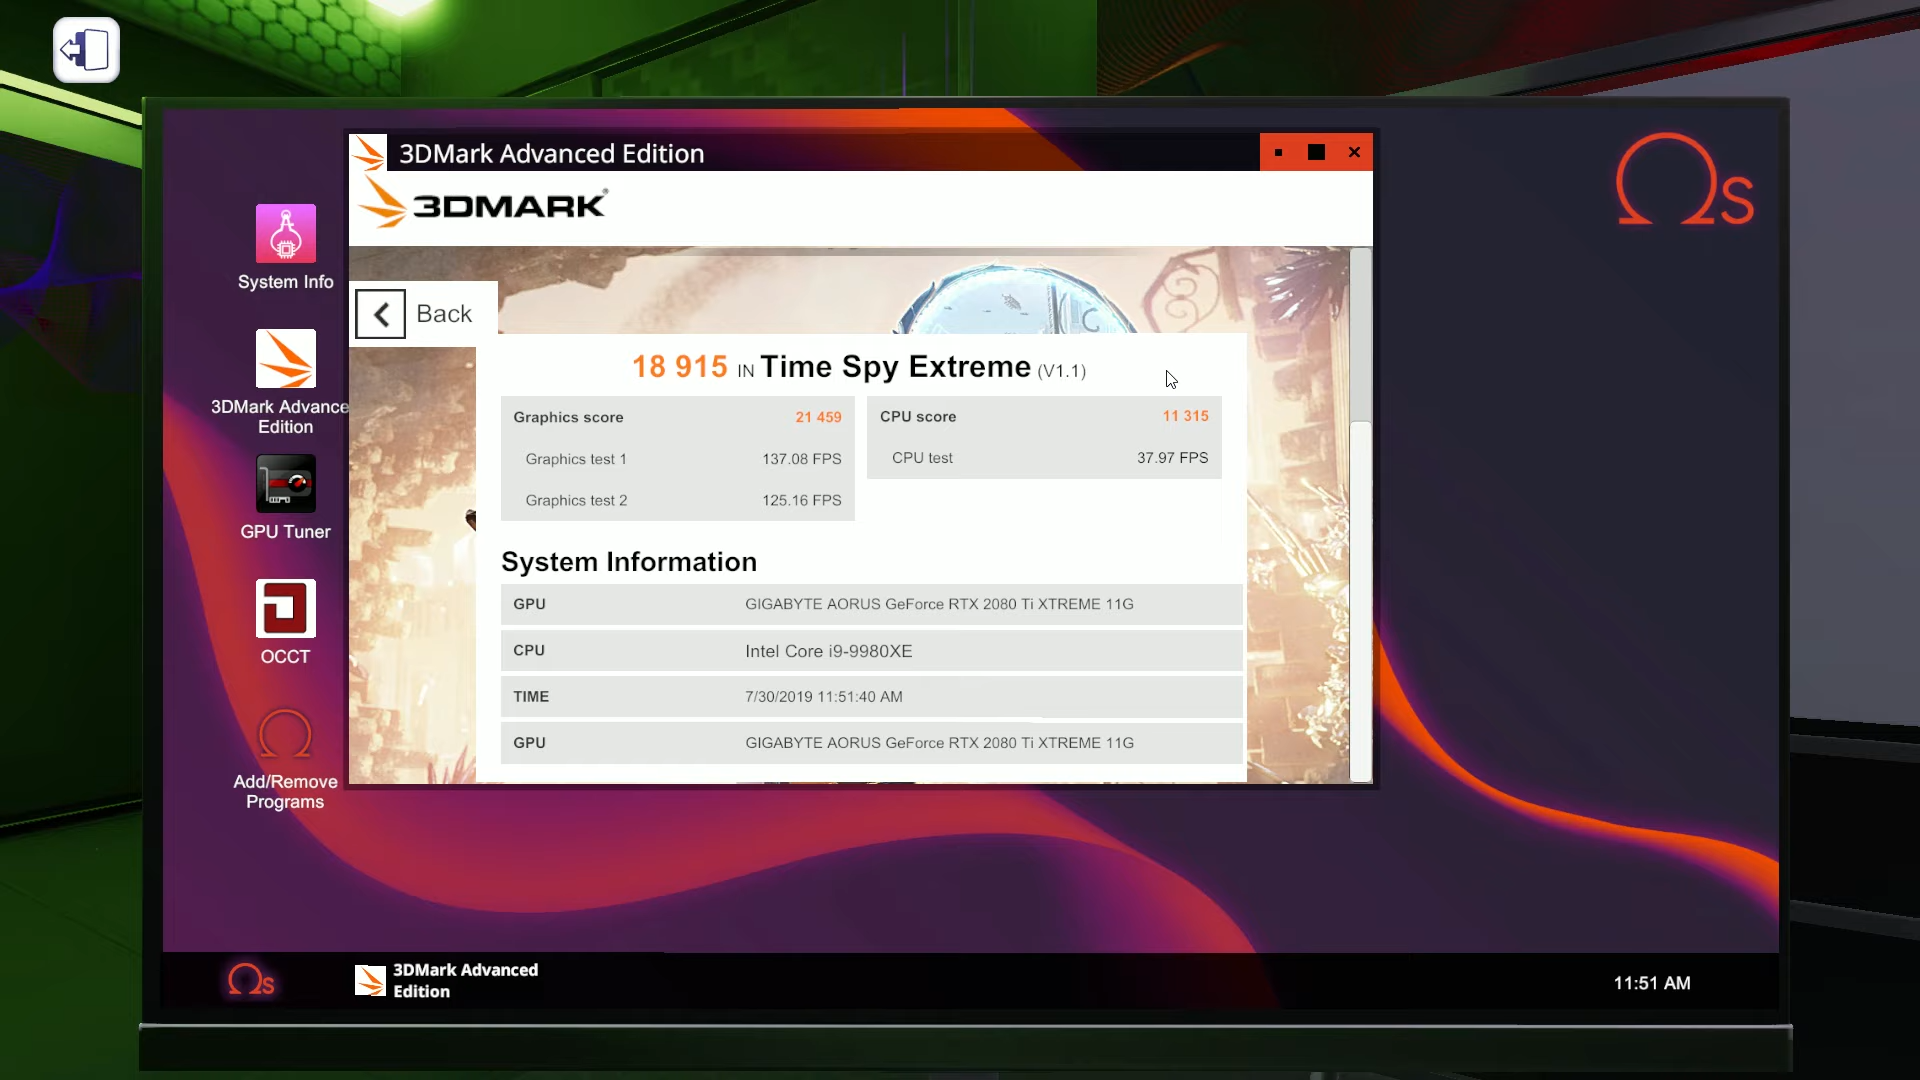 3DMark Advanced Edition
3DMARK®
Back
18 915 IN Time Spy Extreme (V1.1)
Graphics score 21 459
Graphics test 1 137.08 FPS
Graphics test 2 125.16 FPS
CPU score 11 315
CPU test 37.97 FPS
System Information
GPU GIGABYTE AORUS GeForce RTX 2080 Ti XTREME 11G
CPU Intel Core i9-9980XE
TIME 7/30/2019 11:51:40 AM
GPU GIGABYTE AORUS GeForce RTX 2080 Ti XTREME 11G
System Info
3DMark Advance
Edition
GPU Tuner
OCCT
Add/Remove
Programs
Ωs
Ωs
3DMark Advanced
Edition
11:51 AM